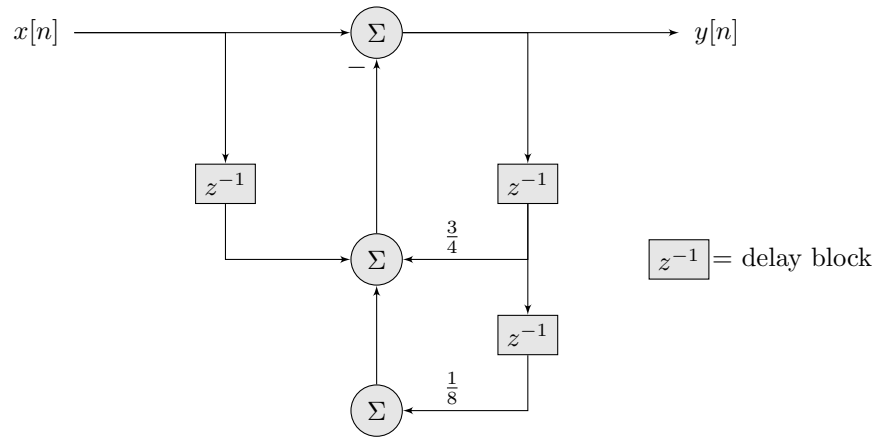 x[n]
Σ
y[n]
−
z⁻¹
z⁻¹
Σ
3/4
z⁻¹ = delay block
z⁻¹
Σ
1/8